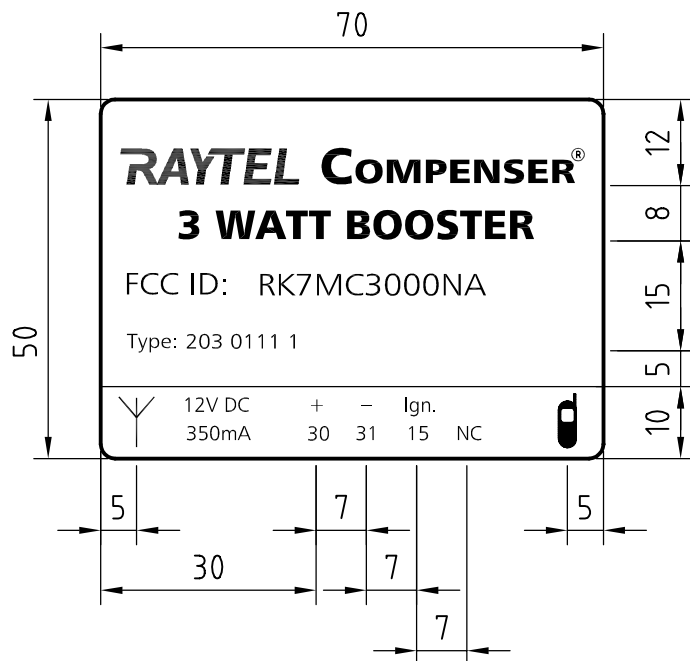 70
12
RAYTEL COMPENSER®
8
3 WATT BOOSTER
FCC ID: RK7MC3000NA
15
50
Type: 203 0111 1
5
12V DC + − Ign.
350mA 30 31 15 NC
10
5 7 5
30 7
7